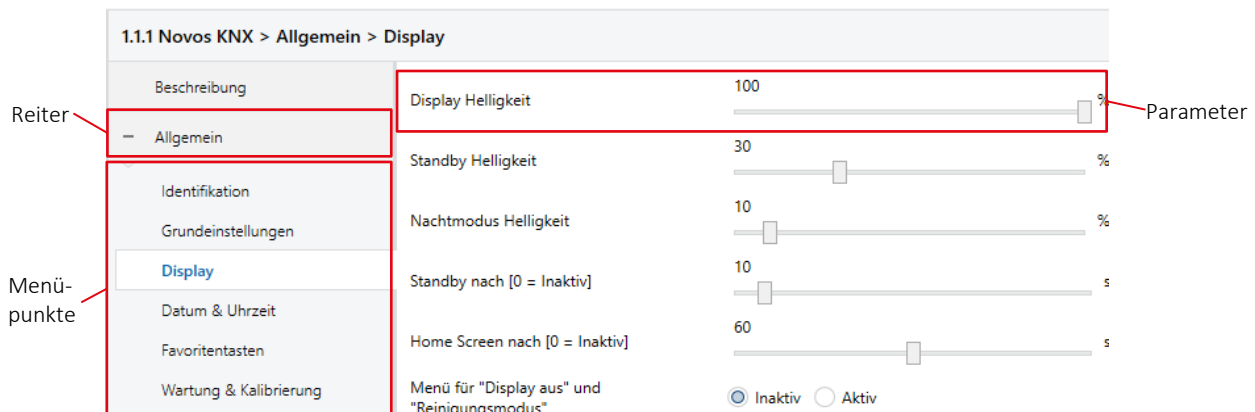 1.1.1 Novos KNX > Allgemein > Display
Beschreibung
Reiter
− Allgemein
Identifikation
Grundeinstellungen
Display
Menü-
punkte
Datum & Uhrzeit
Favoritentasten
Wartung & Kalibrierung
Display Helligkeit
100
%
Parameter
Standby Helligkeit
30
%
Nachtmodus Helligkeit
10
%
Standby nach [0 = Inaktiv]
10
s
Home Screen nach [0 = Inaktiv]
60
s
Menü für "Display aus" und
"Reinigungsmodus"
Inaktiv Aktiv